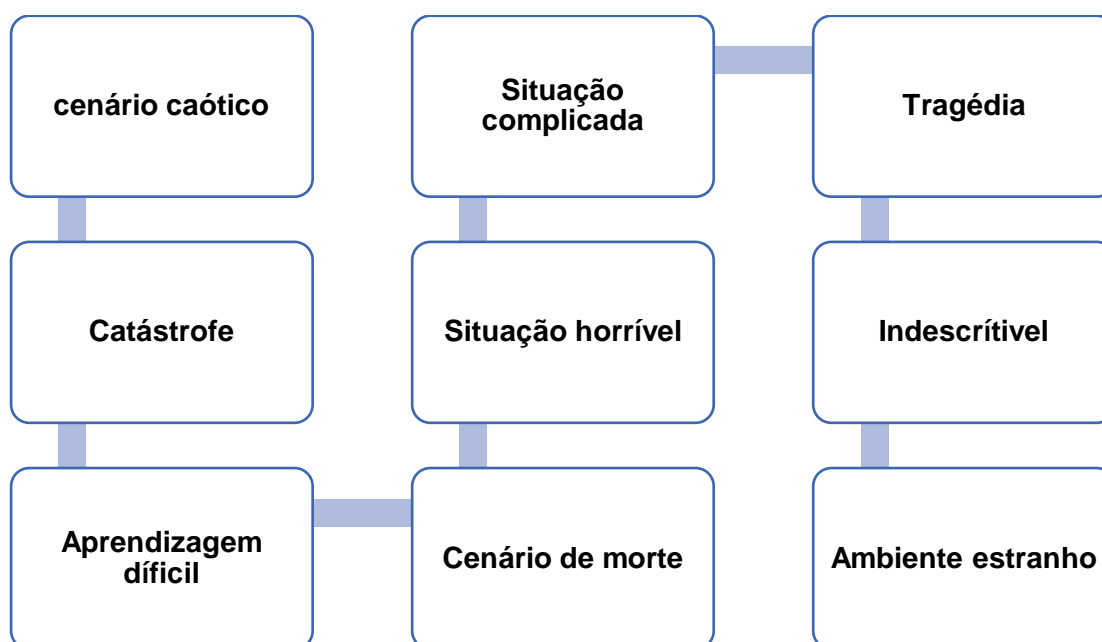 cenário caótico
Catástrofe
Aprendizagem
díficil
Cenário de morte
Situação horrível
Situação
complicada
Tragédia
Indescrítivel
Ambiente estranho